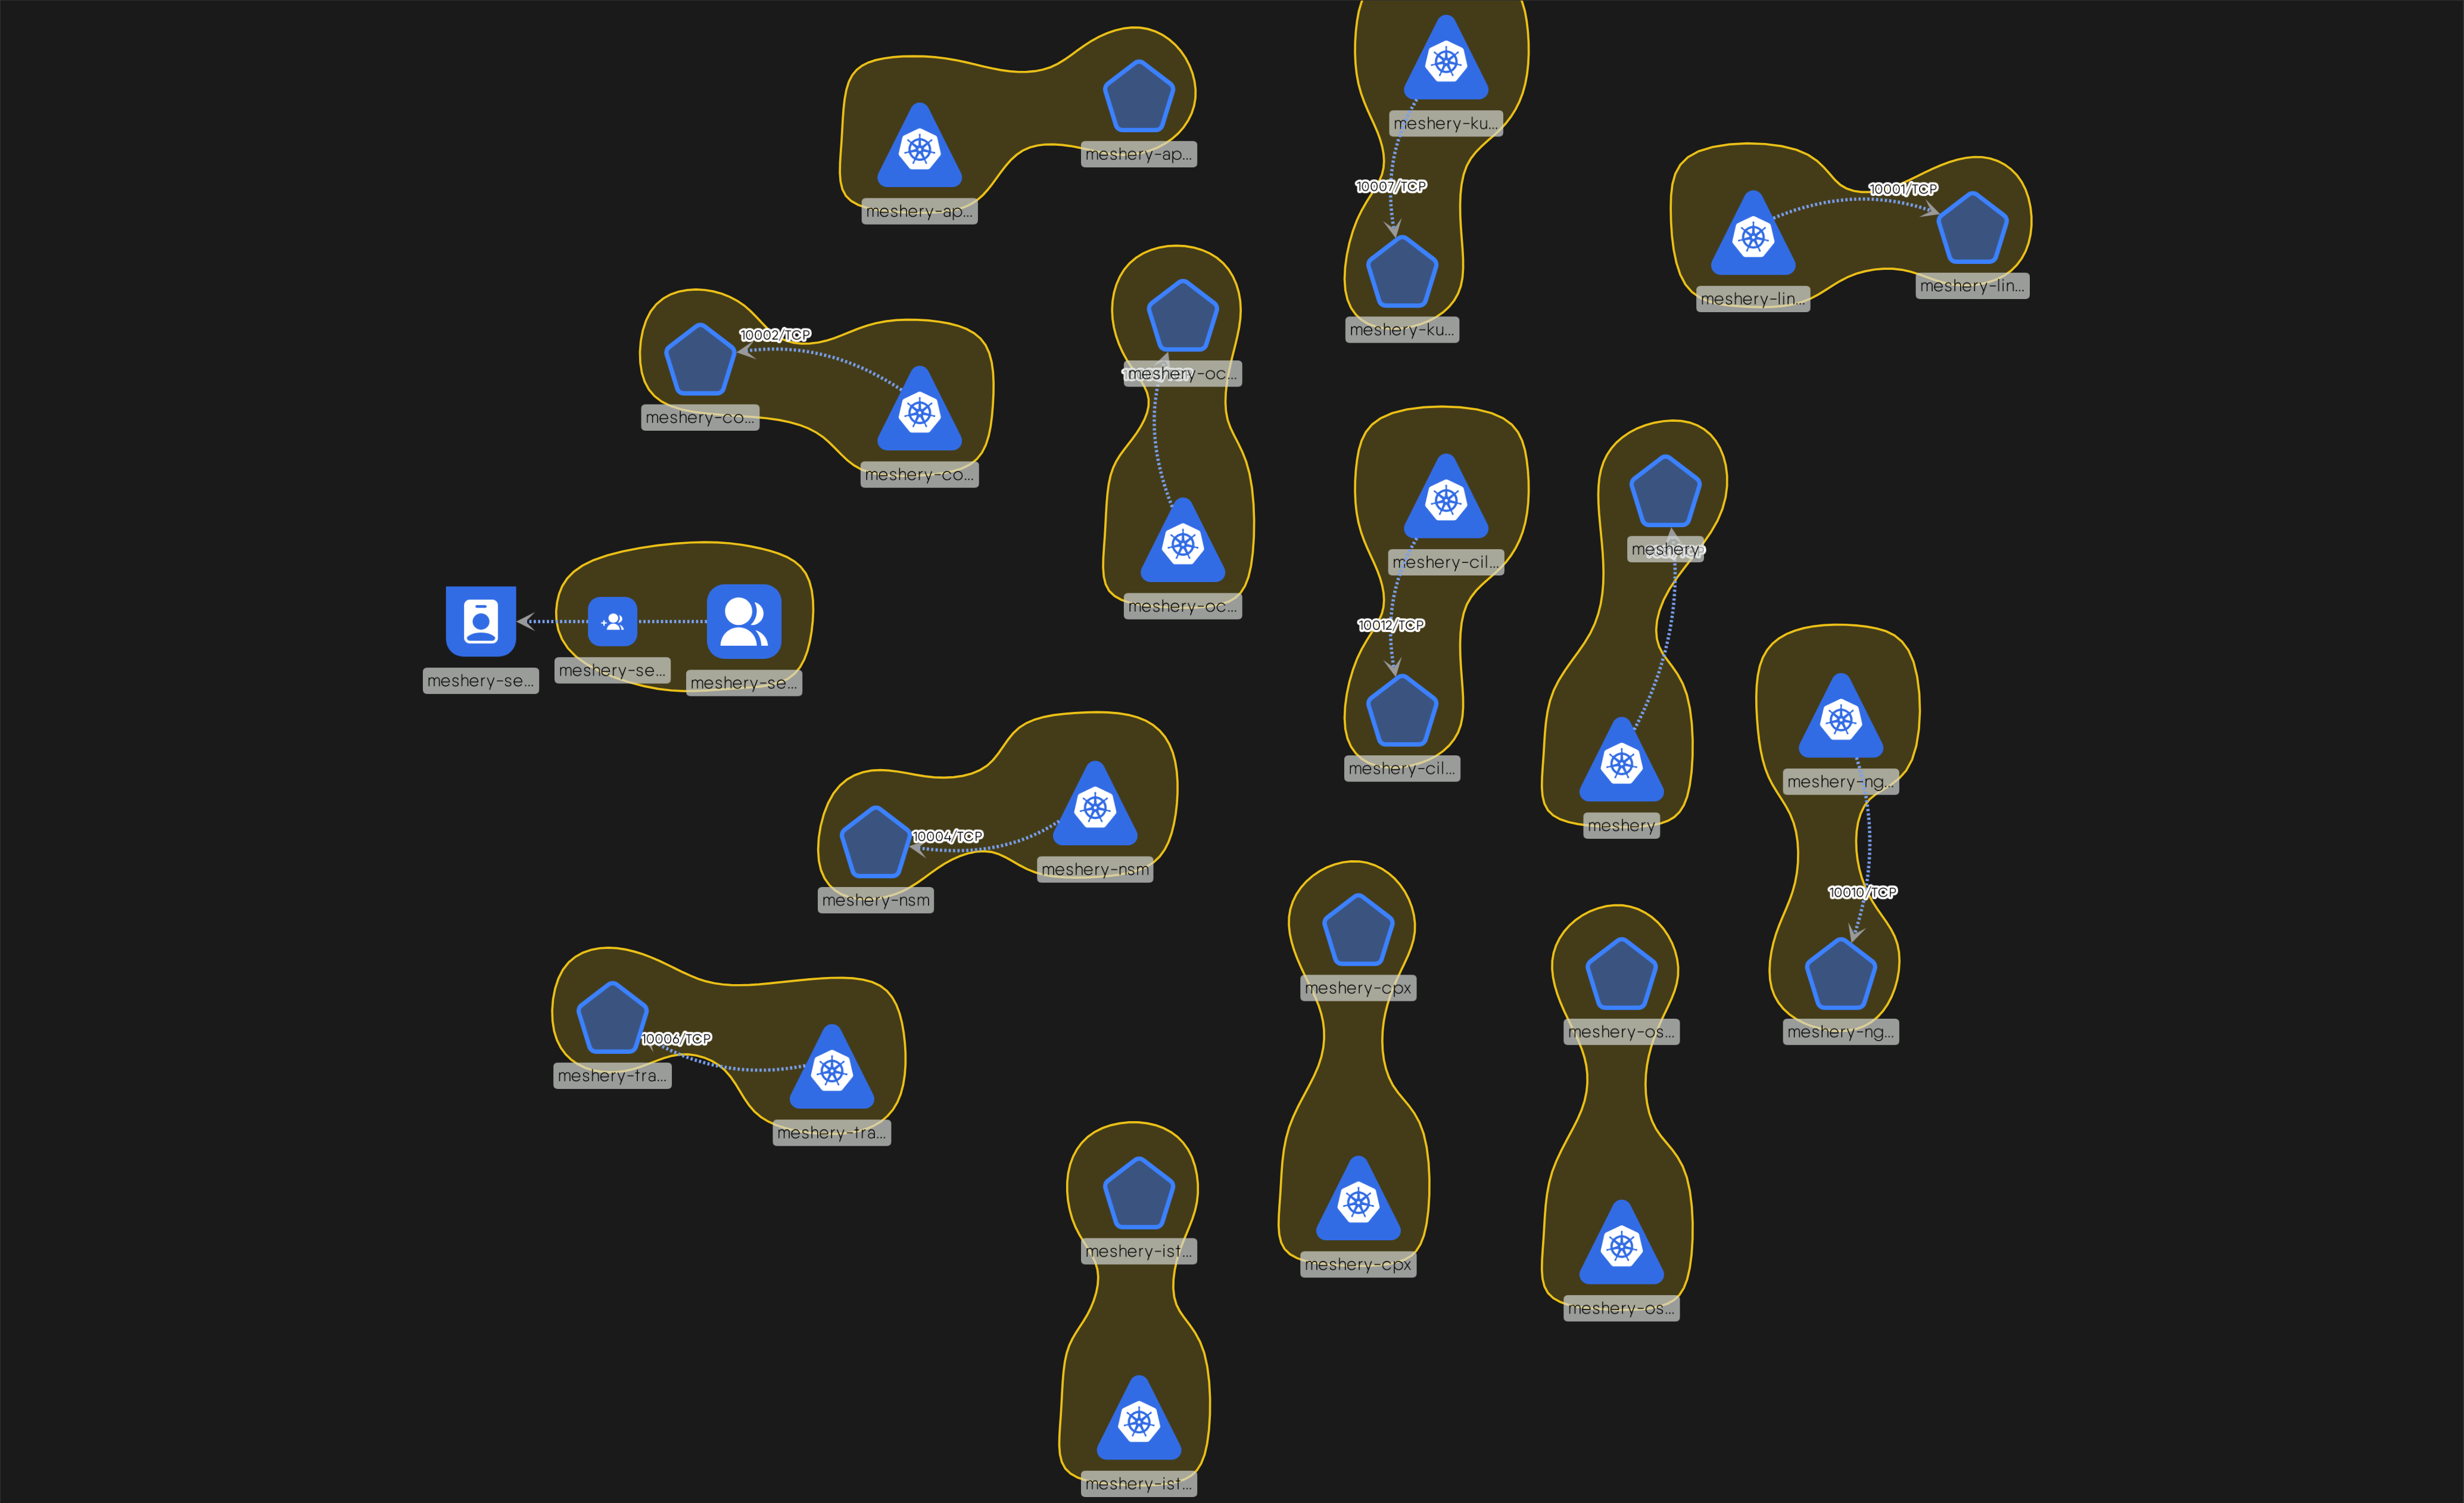 meshery-ap...
meshery-ap...
meshery-ku...
10007/TCP
meshery-ku...
10001/TCP
meshery-lin...
meshery-lin...
10002/TCP
meshery-co...
meshery-co...
meshery-oc...
meshery-oc...
meshery-cil...
10012/TCP
meshery-cil...
meshery
meshery
meshery-se...
meshery-se...
meshery-se...
10004/TCP
meshery-nsm
meshery-nsm
meshery-ng...
10010/TCP
meshery-ng...
meshery-cpx
meshery-cpx
meshery-os...
meshery-os...
10006/TCP
meshery-tra...
meshery-tra...
meshery-ist...
meshery-ist...